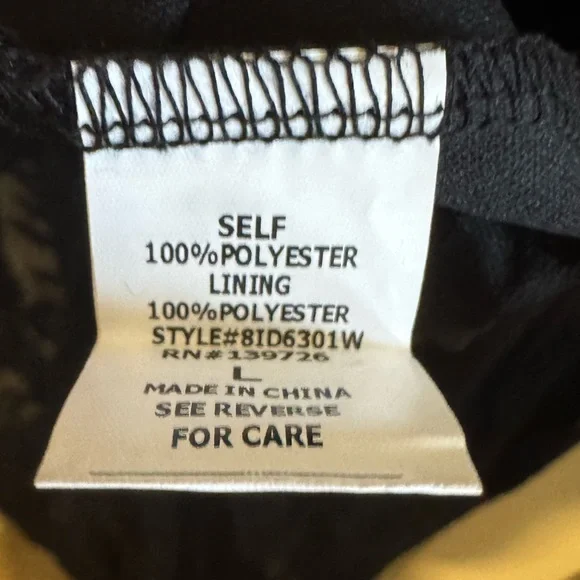 SELF
100%POLYESTER
LINING
100%POLYESTER
STYLE#8ID6301W
RN#139726
L
MADE IN CHINA
SEE REVERSE
FOR CARE